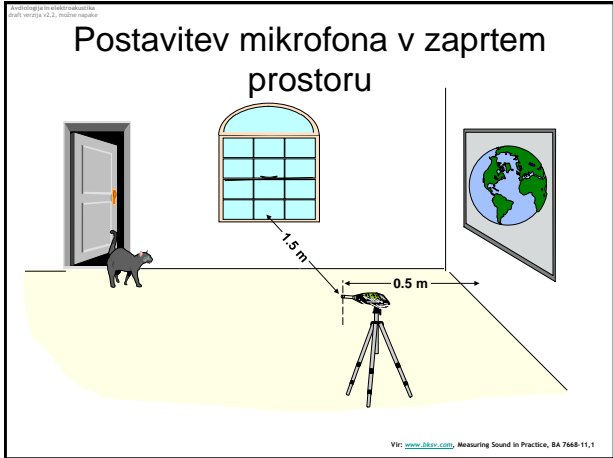 Avdiologija in elektroakustika
draft verzija v2.2, možne napake
Postavitev mikrofona v zaprtem
prostoru
1.5 m
0.5 m
Vir: www.bksv.com, Measuring Sound in Practice, BA 7668-11,1